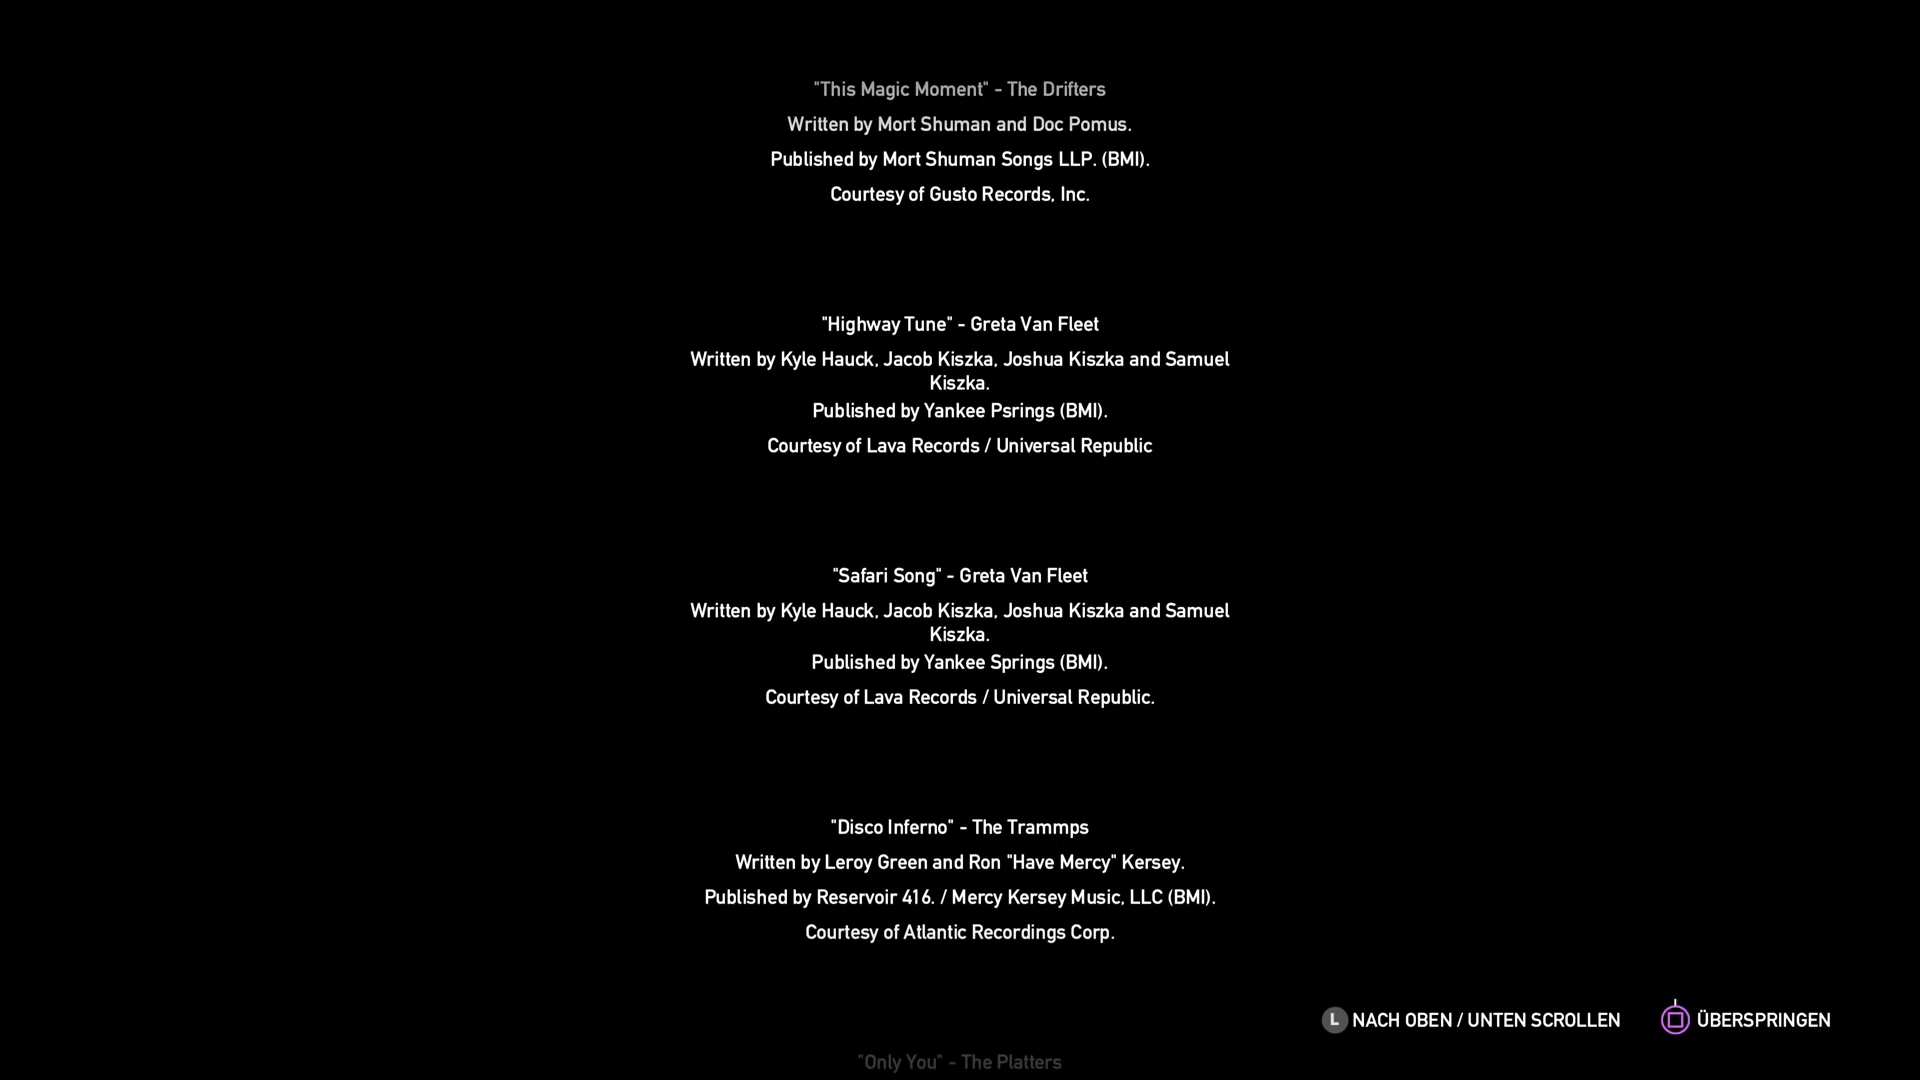 "This Magic Moment" - The Drifters
Written by Mort Shuman and Doc Pomus.
Published by Mort Shuman Songs LLP. (BMI).
Courtesy of Gusto Records, Inc.
"Highway Tune" - Greta Van Fleet
Written by Kyle Hauck, Jacob Kiszka, Joshua Kiszka and Samuel
Kiszka.
Published by Yankee Psrings (BMI).
Courtesy of Lava Records / Universal Republic
"Safari Song" - Greta Van Fleet
Written by Kyle Hauck, Jacob Kiszka, Joshua Kiszka and Samuel
Kiszka.
Published by Yankee Springs (BMI).
Courtesy of Lava Records / Universal Republic.
"Disco Inferno" - The Trammps
Written by Leroy Green and Ron "Have Mercy" Kersey.
Published by Reservoir 416. / Mercy Kersey Music, LLC (BMI).
Courtesy of Atlantic Recordings Corp.
L NACH OBEN / UNTEN SCROLLEN
ÜBERSPRINGEN
"Only You" - The Platters